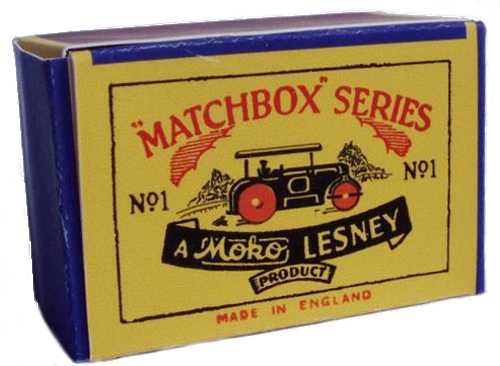 "MATCHBOX" SERIES
No1 No1
A Moko LESNEY
PRODUCT
MADE IN ENGLAND